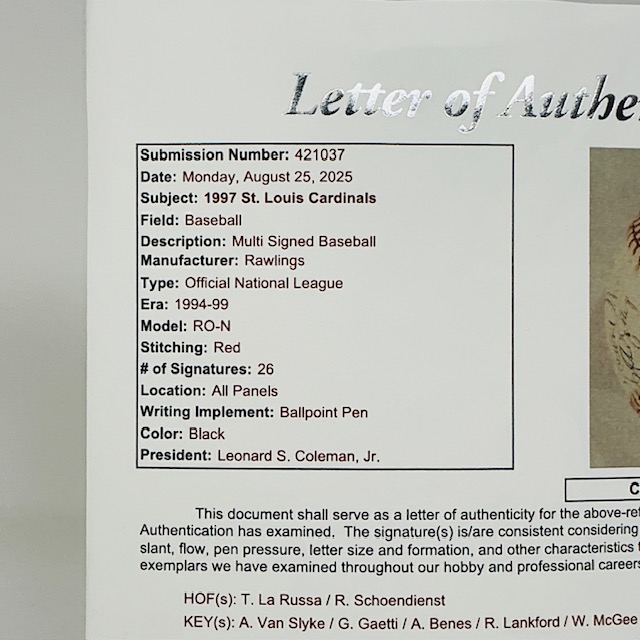 Letter of Authe
Submission Number: 421037
Date: Monday, August 25, 2025
Subject: 1997 St. Louis Cardinals
Field: Baseball
Description: Multi Signed Baseball
Manufacturer: Rawlings
Type: Official National League
Era: 1994-99
Model: RO-N
Stitching: Red
# of Signatures: 26
Location: All Panels
Writing Implement: Ballpoint Pen
Color: Black
President: Leonard S. Coleman, Jr.
C
This document shall serve as a letter of authenticity for the above-ref
Authentication has examined. The signature(s) is/are consistent considering
slant, flow, pen pressure, letter size and formation, and other characteristics
exemplars we have examined throughout our hobby and professional careers
HOF(s): T. La Russa / R. Schoendienst
KEY(s): A. Van Slyke / G. Gaetti / A. Benes / R. Lankford / W. McGee